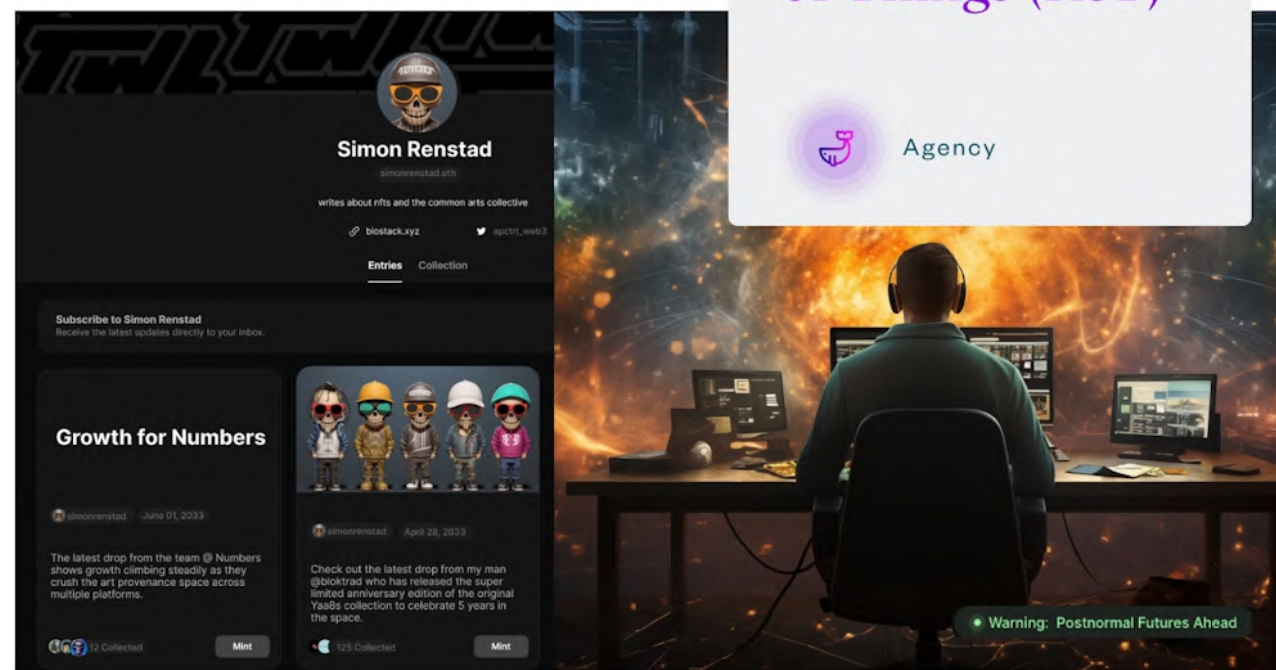 TWL TWL
Simon Renstad
simonrenstad.eth
writes about nfts and the common arts collective
biostack.xyz
apctrl_web3
Entries Collection
Subscribe to Simon Renstad
Receive the latest updates directly to your inbox.
Growth for Numbers
simonrenstad June 01, 2033
The latest drop from the team @ Numbers
shows growth climbing steadily as they
crush the art provenance space across
multiple platforms.
12 Collected
Mint
simonrenstad April 28, 2033
Check out the latest drop from my man
@bloktrad who has released the super
limited anniversary edition of the original
Yaa8s collection to celebrate 5 years in
the space.
125 Collected
Mint
Agency
Warning: Postnormal Futures Ahead